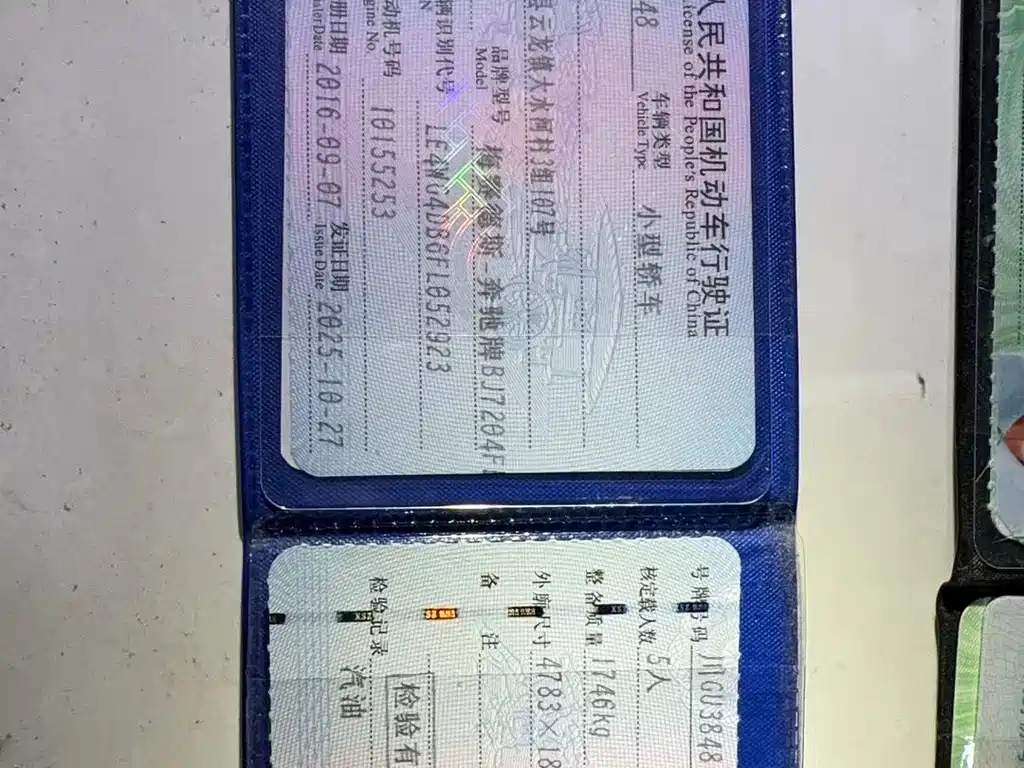 人民共和国机动车行驶证
License of the People's Republic of China
48 车辆类型 小型轿车
Vehicle Type
云龙镇大水河村3组107号
品牌型号 梅赛德斯-奔驰牌BJ7204F
Model
辆识别代号 LE4WG4DB6FL052923
N
动机号码 10155253
gine No.
册日期 2016-09-07 发证日期 2025-10-27
ister Date Issue Date
号牌号码 川GU3848
核定载人数 5人
整备质量 1746kg
外廓尺寸 4783×18
备 注
检验有
检验记录
汽油